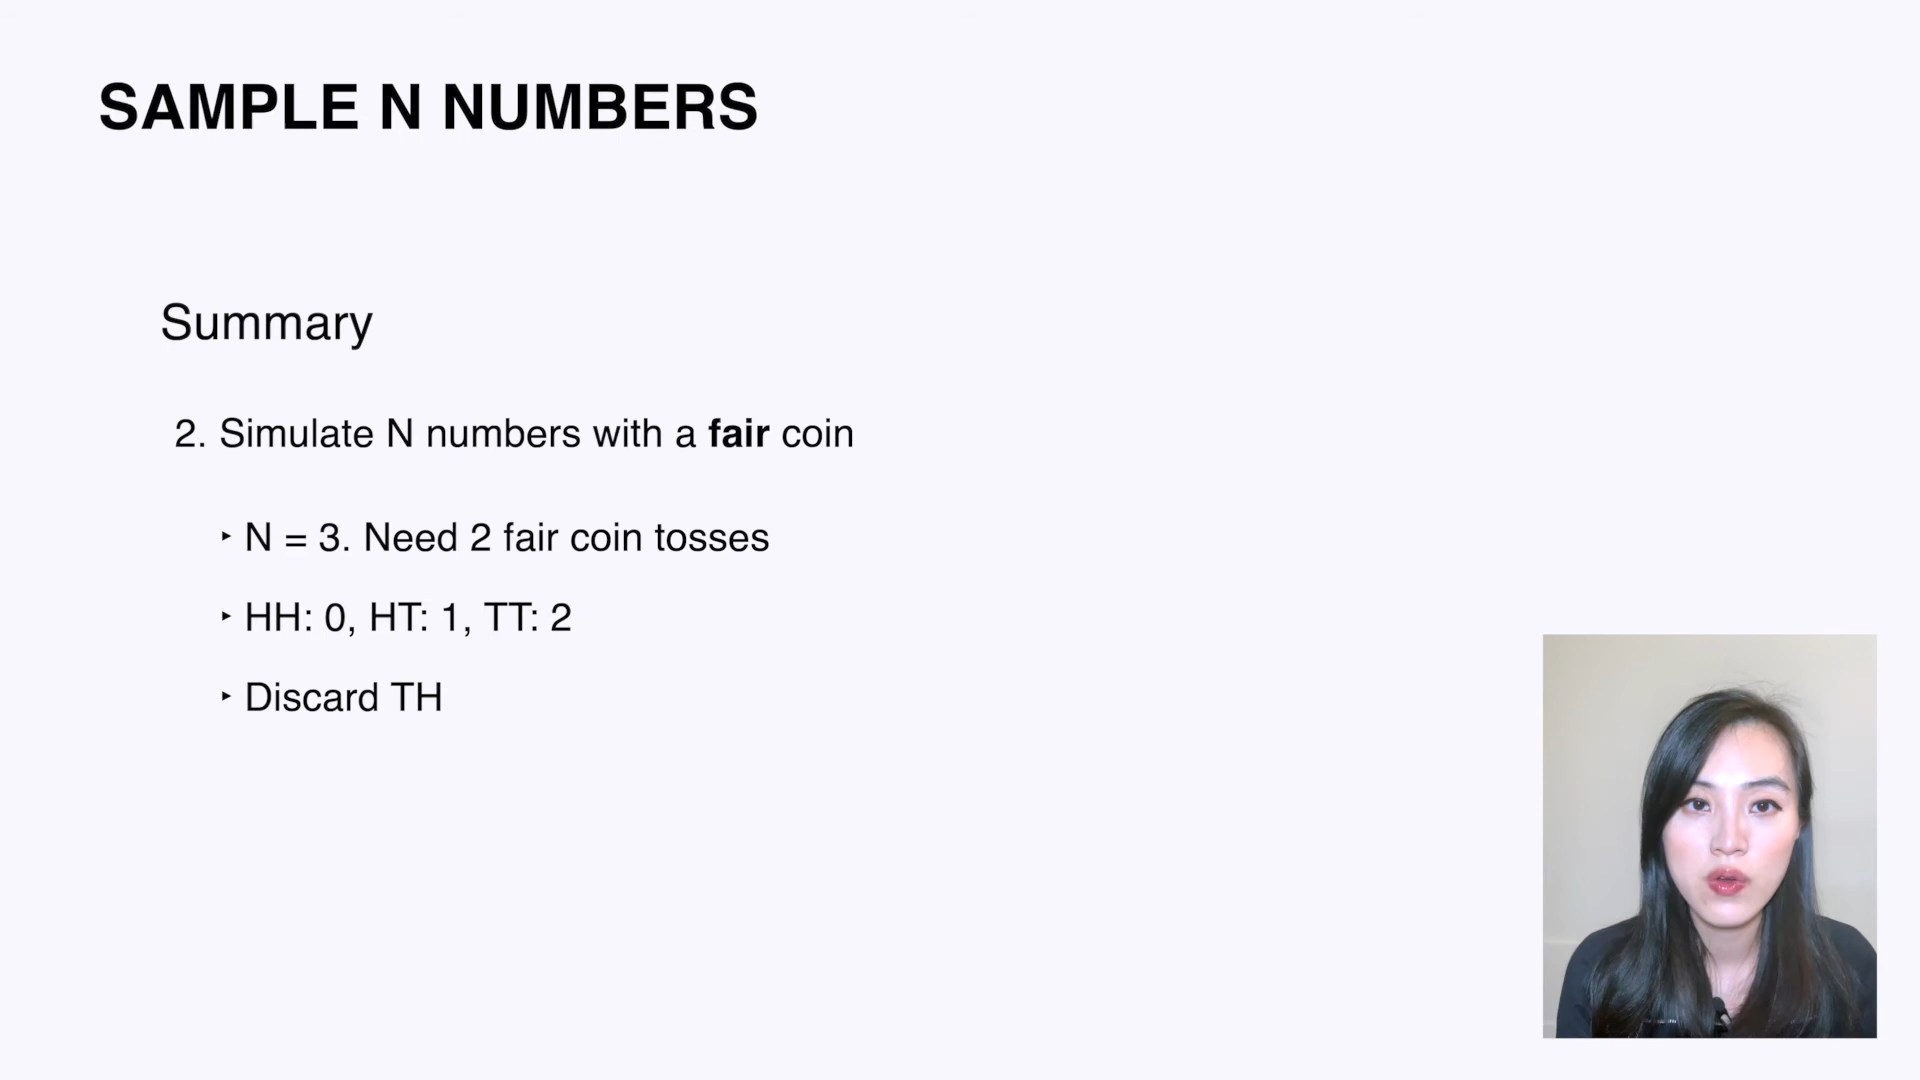 SAMPLE N NUMBERS
Summary
2. Simulate N numbers with a fair coin
‣ N = 3. Need 2 fair coin tosses
‣ HH: 0, HT: 1, TT: 2
‣ Discard TH